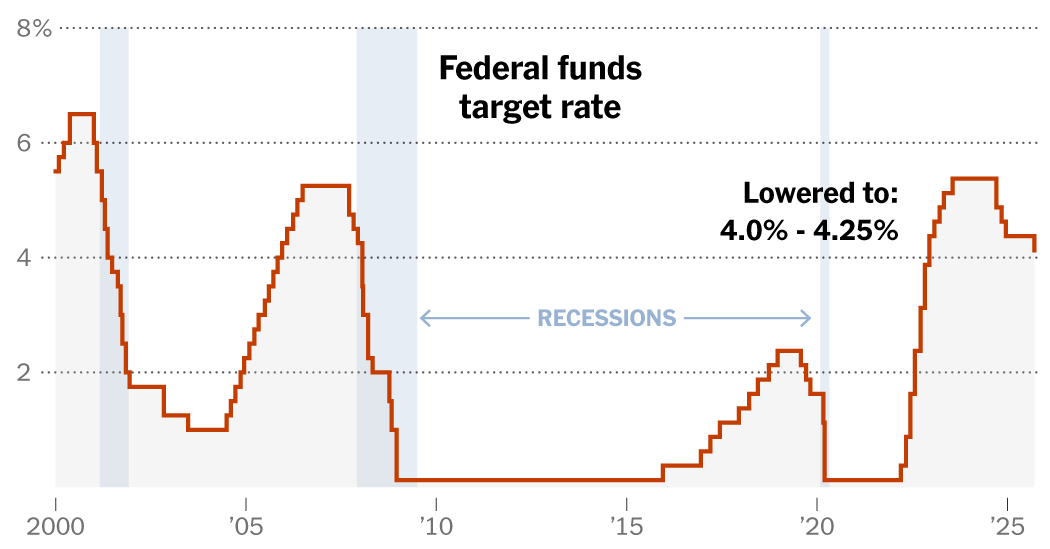 8%
Federal funds
target rate
6
Lowered to:
4.0% - 4.25%
4
RECESSIONS
2
2000 ’05 ’10 ’15 ’20 ’25